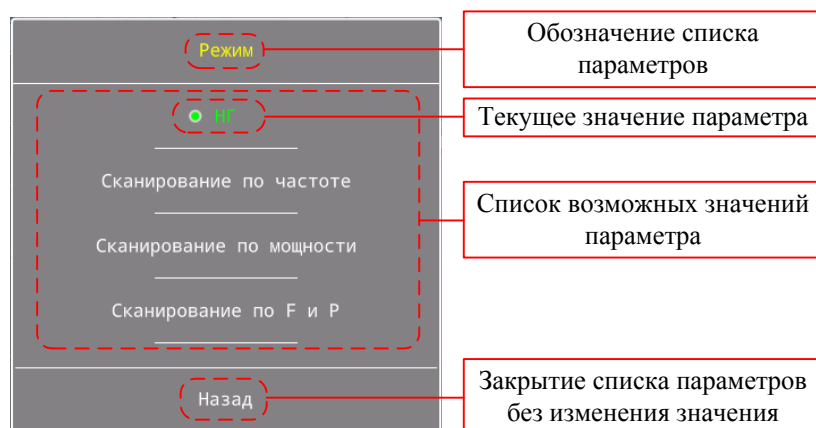 Режим
Обозначение списка
параметров
НГ
Текущее значение параметра
Сканирование по частоте
Сканирование по мощности
Сканирование по F и P
Список возможных значений
параметра
Назад
Закрытие списка параметров
без изменения значения